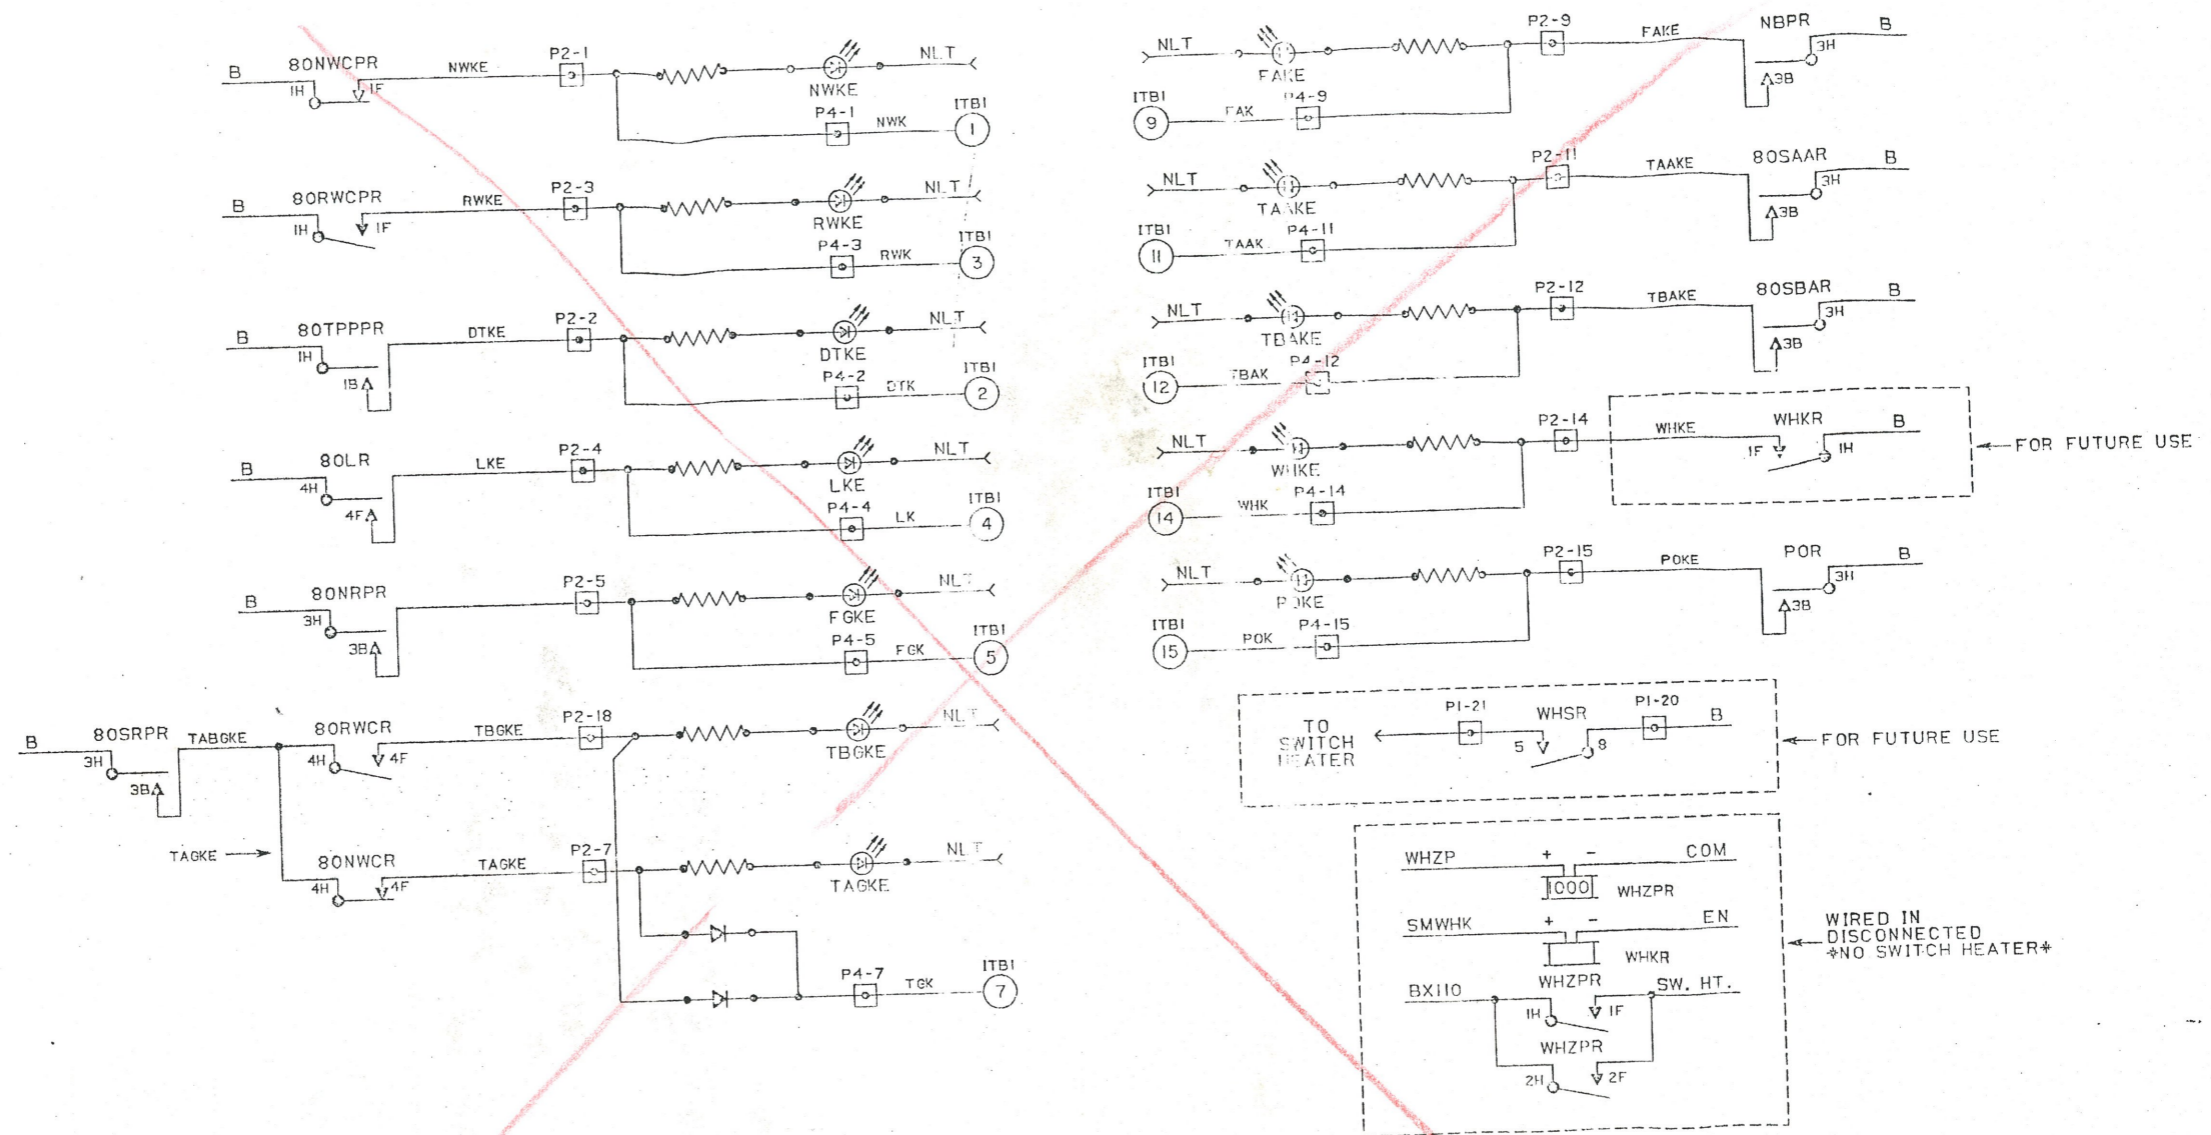 B 80NWCPR 1H 1F NWKE P2-1 NWKE NLT
P4-1 NWK ITB1 1
B 80RWCPR 1H 1F RWKE P2-3 RWKE NLT
P4-3 RWK ITB1 3
B 80TPPPR 1H 1B DTKE P2-2 DTKE NLT
P4-2 DTK ITB1 2
B 80LR 4H 4F LKE P2-4 LKE NLT
P4-4 LK ITB1 4
B 80NRPR 3H 3B P2-5 FGKE NLT
P4-5 FGK ITB1 5
B 80SRPR 3H 3B TABGKE 80RWCR 4H 4F TBGKE P2-18 TBGKE NLT
TAGKE 80NWCR 4H 4F TAGKE P2-7 TAGKE NLT
P4-7 TGK ITB1 7
NLT FAKE P2-9 FAKE NBPR 3H 3B B
ITB1 9 FAK P4-9
NLT TAAKE P2-11 TAAKE 80SAAR 3H 3B B
ITB1 11 TAAK P4-11
NLT TBAKE P2-12 TBAKE 80SBAR 3H 3B B
ITB1 12 TBAK P4-12
NLT WHKE P2-14 WHKE WHKR 1F 1H B
FOR FUTURE USE
ITB1 14 WHK P4-14
NLT POKE P2-15 POKE POR 3H 3B B
ITB1 15 POK P4-15
TO
SWITCH
HEATER
P1-21 WHSR 5 8 P1-20 B
FOR FUTURE USE
WHZP + - COM
1000 WHZPR
SMWHK + - EN
WHKR
WHZPR
BX110 1H 1F SW. HT.
WHZPR
2H 2F
WIRED IN
DISCONNECTED
*NO SWITCH HEATER*